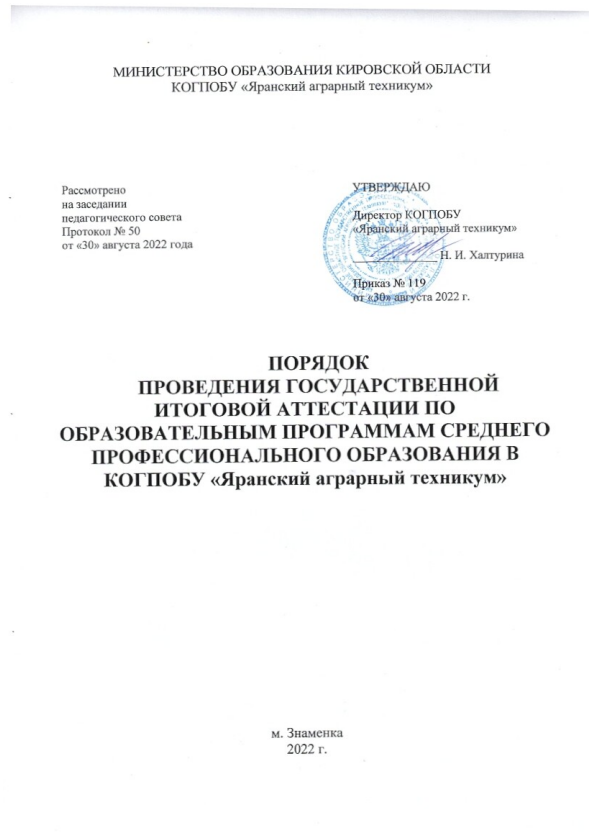 МИНИСТЕРСТВО ОБРАЗОВАНИЯ КИРОВСКОЙ ОБЛАСТИ
КОГПОБУ «Яранский аграрный техникум»
Рассмотрено
на заседании
педагогического совета
Протокол № 50
от «30» августа 2022 года
УТВЕРЖДАЮ
Директор КОГПОБУ
«Яранский аграрный техникум»
Н. И. Халтурина
Приказ № 119
от «30» августа 2022 г.
ПОРЯДОК
ПРОВЕДЕНИЯ ГОСУДАРСТВЕННОЙ
ИТОГОВОЙ АТТЕСТАЦИИ ПО
ОБРАЗОВАТЕЛЬНЫМ ПРОГРАММАМ СРЕДНЕГО
ПРОФЕССИОНАЛЬНОГО ОБРАЗОВАНИЯ В
КОГПОБУ «Яранский аграрный техникум»
м. Знаменка
2022 г.